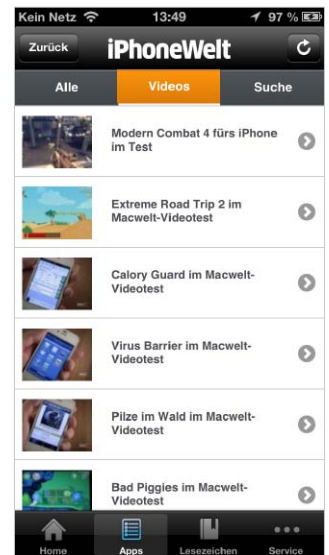 Kein Netz 13:49 97 %
Zurück iPhoneWelt
Alle Videos Suche
Modern Combat 4 fürs iPhone
im Test
Extreme Road Trip 2 im
Macwelt-Videotest
Calory Guard im Macwelt-
Videotest
Virus Barrier im Macwelt-
Videotest
Pilze im Wald im Macwelt-
Videotest
Bad Piggies im Macwelt-
Videotest
Home Apps Lesezeichen Service